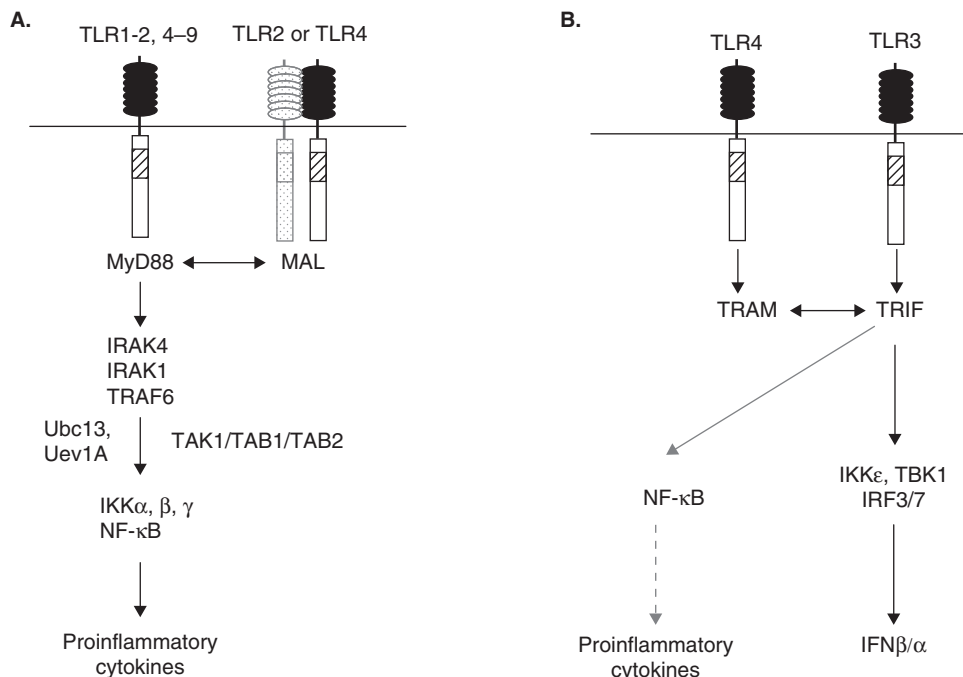 A.
TLR1-2, 4–9
TLR2 or TLR4
MyD88
MAL
IRAK4
IRAK1
TRAF6
Ubc13,
Uev1A
TAK1/TAB1/TAB2
IKKα, β, γ
NF-κB
Proinflammatory
cytokines
B.
TLR4
TLR3
TRAM
TRIF
NF-κB
IKKε, TBK1
IRF3/7
Proinflammatory
cytokines
IFNβ/α